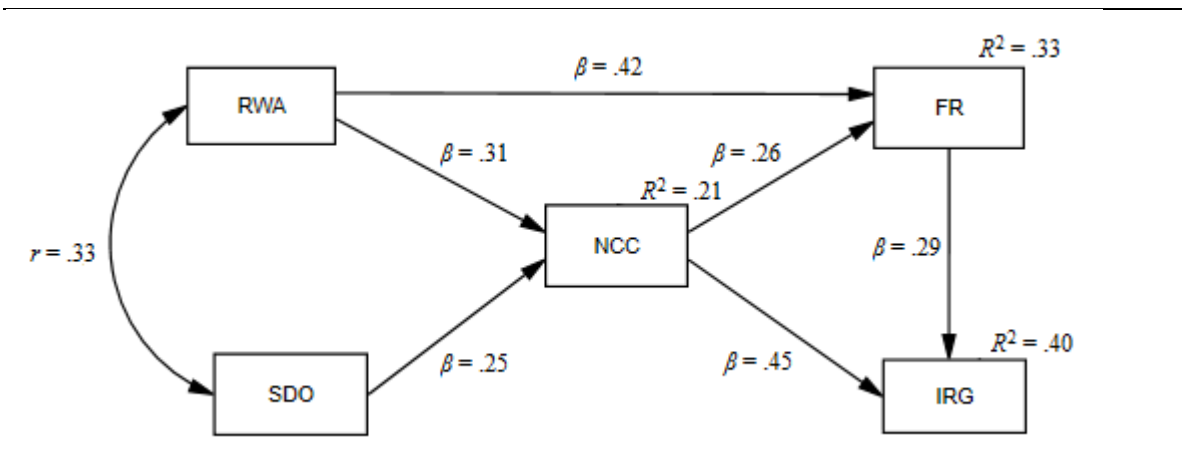 R² = .33
β = .42
RWA
FR
β = .31
β = .26
R² = .21
NCC
r = .33
β = .29
R² = .40
β = .25
β = .45
SDO
IRG